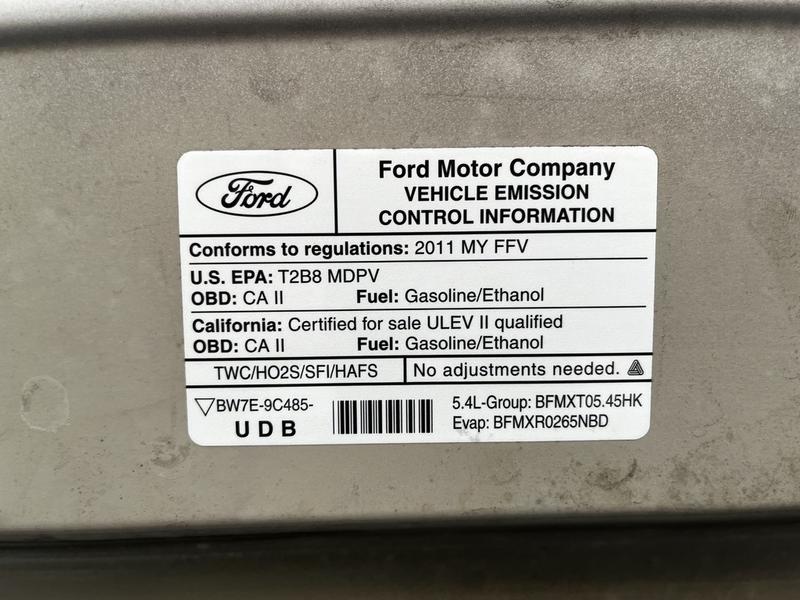 Ford
Ford Motor Company
VEHICLE EMISSION
CONTROL INFORMATION
Conforms to regulations: 2011 MY FFV
U.S. EPA: T2B8 MDPV
OBD: CA II Fuel: Gasoline/Ethanol
California: Certified for sale ULEV II qualified
OBD: CA II Fuel: Gasoline/Ethanol
TWC/HO2S/SFI/HAFS No adjustments needed.
BW7E-9C485- 5.4L-Group: BFMXT05.45HK
UDB Evap: BFMXR0265NBD